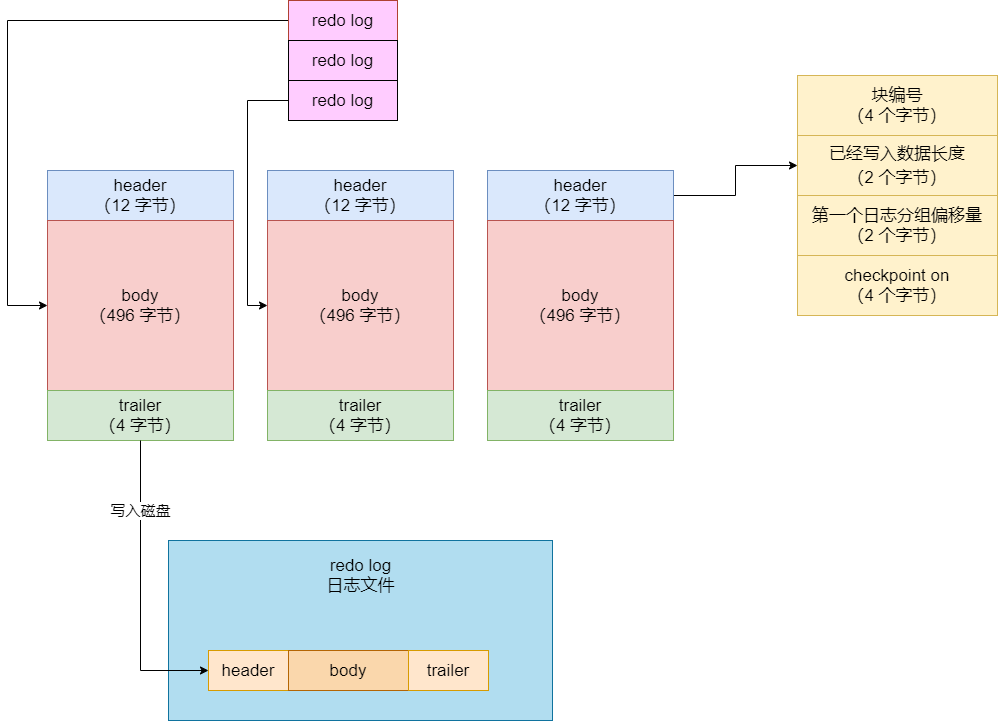 redo log
redo log
redo log
块编号
(4 个字节)
已经写入数据长度
(2 个字节)
第一个日志分组偏移量
(2 个字节)
checkpoint on
(4 个字节)
header
(12 字节)
body
(496 字节)
trailer
(4 字节)
header
(12 字节)
body
(496 字节)
trailer
(4 字节)
header
(12 字节)
body
(496 字节)
trailer
(4 字节)
写入磁盘
redo log
日志文件
header
body
trailer